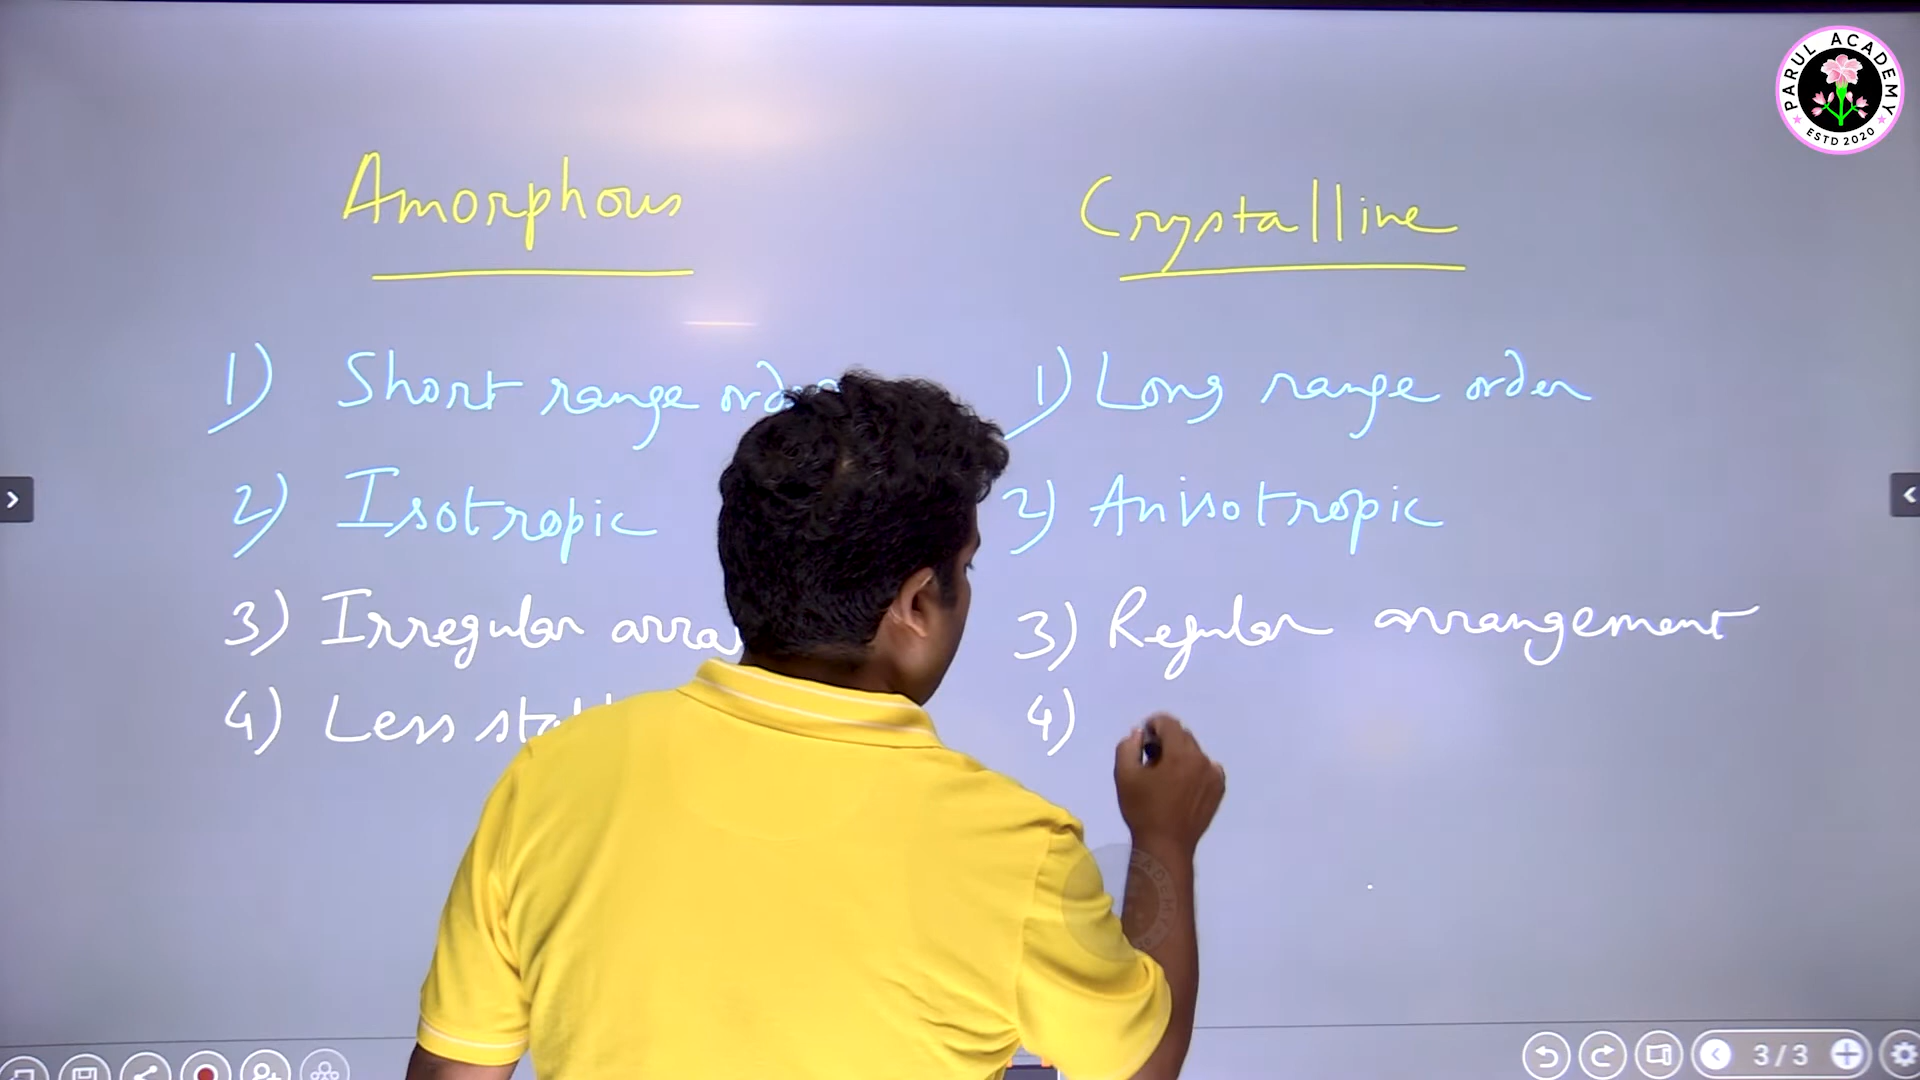 PARUL ACADEMY
ESTD 2020
Amorphous
Crystalline
1) Short range order
1) Long range order
2) Isotropic
2) Anisotropic
3) Irregular arra
3) Regular arrangement
4) Less sta
4)
3/3